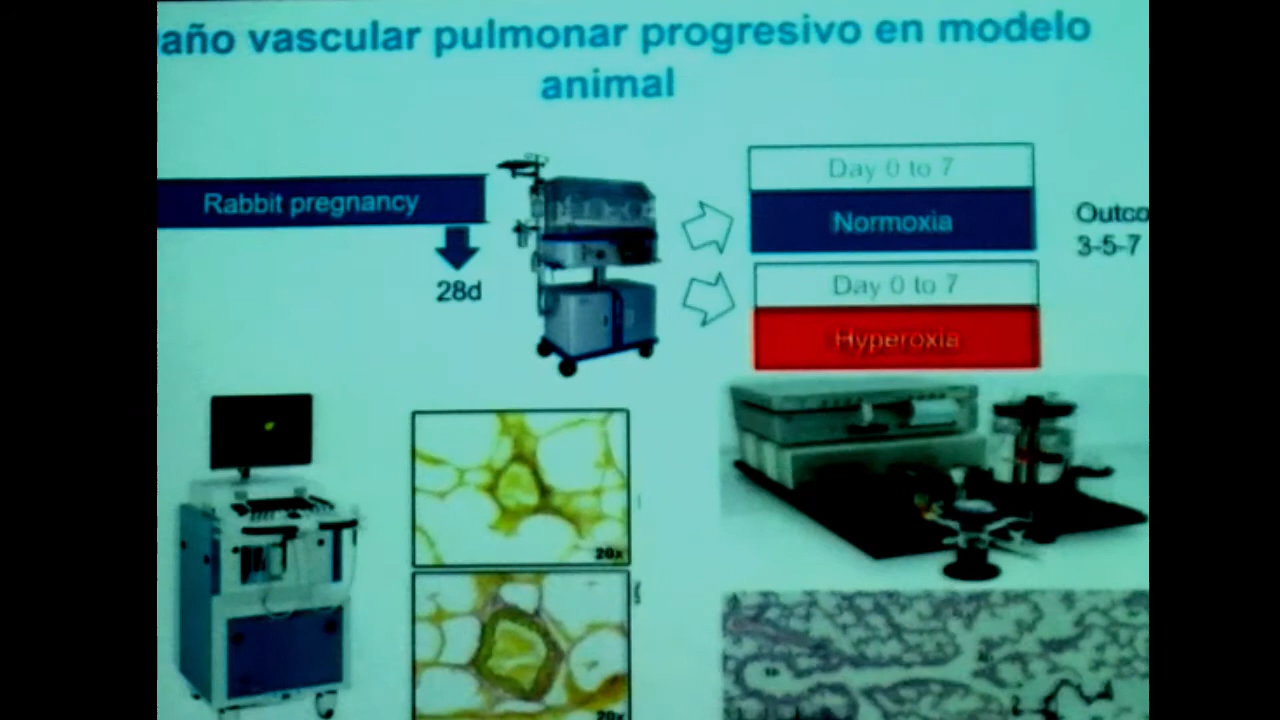 año vascular pulmonar progresivo en modelo
animal
Rabbit pregnancy
28d
Day 0 to 7
Normoxia
Day 0 to 7
Hyperoxia
Outco
3-5-7
20x
20x